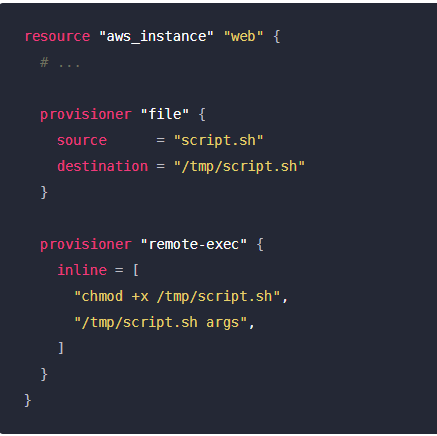 resource "aws_instance" "web" {
  # ...

  provisioner "file" {
    source      = "script.sh"
    destination = "/tmp/script.sh"
  }

  provisioner "remote-exec" {
    inline = [
      "chmod +x /tmp/script.sh",
      "/tmp/script.sh args",
    ]
  }
}